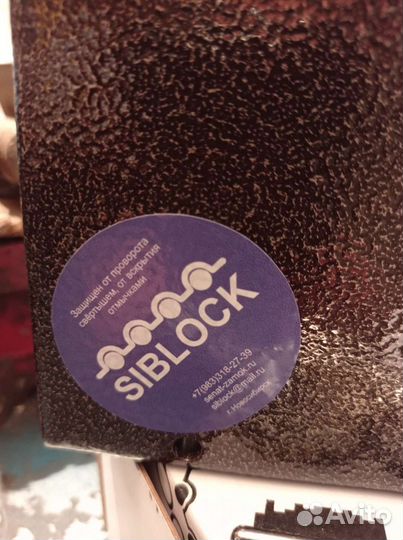 Защищен от проворота
свёртышем, от вскрытия
отмычками
SIBLOCK
+7(983)318-27-39
senat-zamok.ru
siblock@mail.ru
г. Новосибирск
Avito